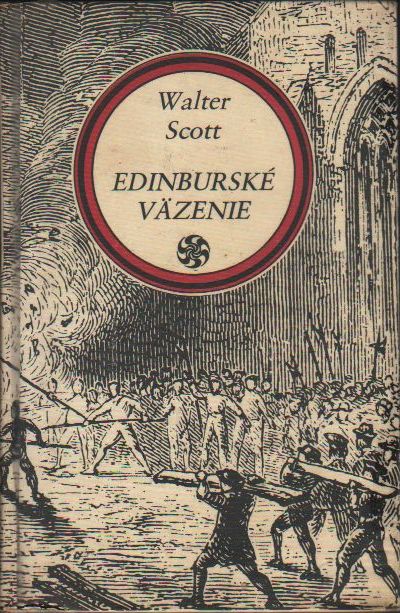 Walter
Scott
EDINBURSKÉ
VÄZENIE